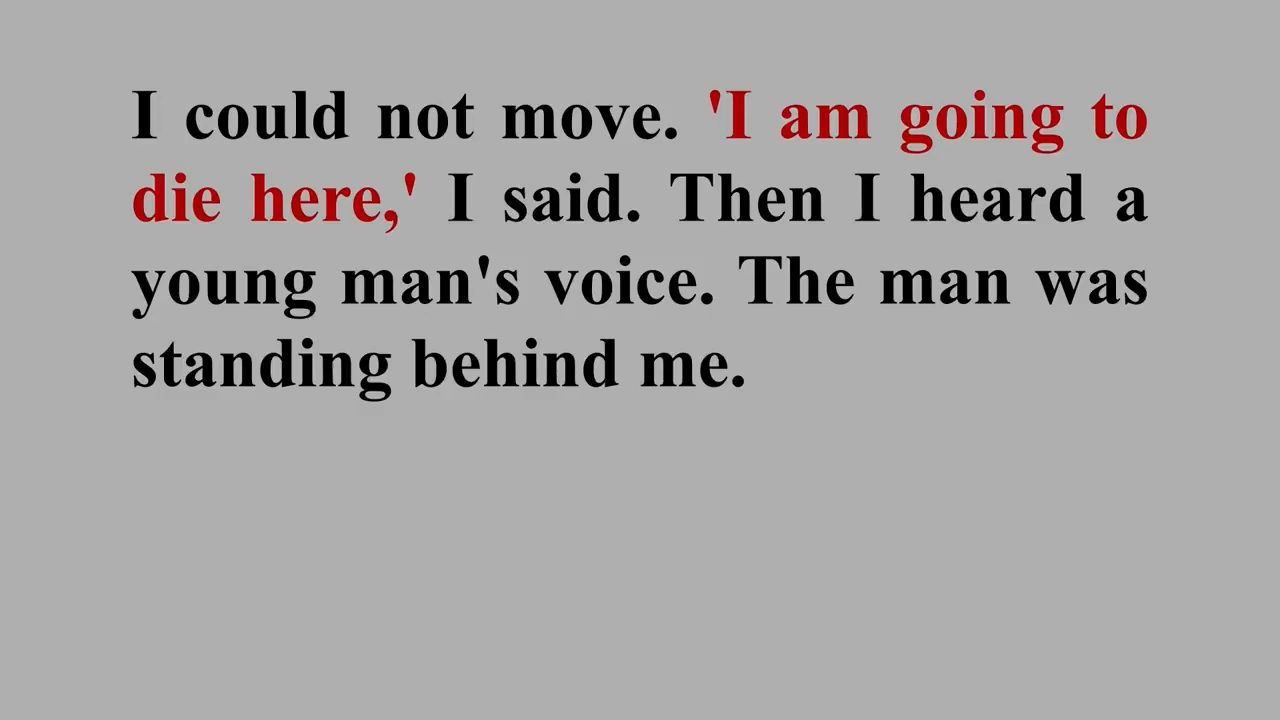 I could not move. 'I am going to
die here,' I said. Then I heard a
young man's voice. The man was
standing behind me.